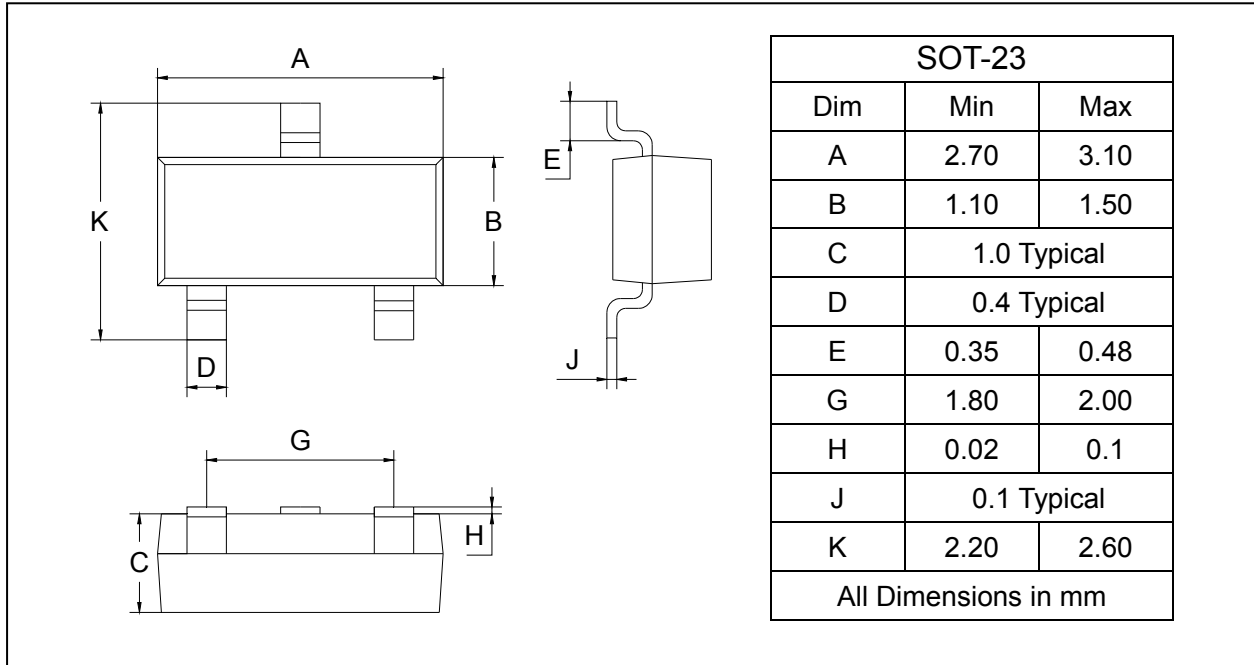 A
K
B
D
E
J
G
C
H
SOT-23
Dim Min Max
A 2.70 3.10
B 1.10 1.50
C 1.0 Typical
D 0.4 Typical
E 0.35 0.48
G 1.80 2.00
H 0.02 0.1
J 0.1 Typical
K 2.20 2.60
All Dimensions in mm